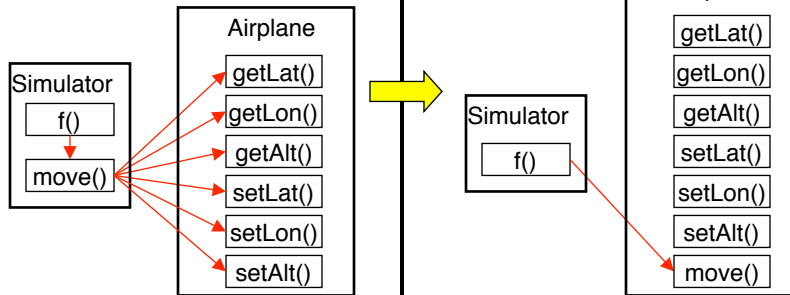 Airplane
Simulator
f()
move()
getLat()
getLon()
getAlt()
setLat()
setLon()
setAlt()
Simulator
f()
getLat()
getLon()
getAlt()
setLat()
setLon()
setAlt()
move()